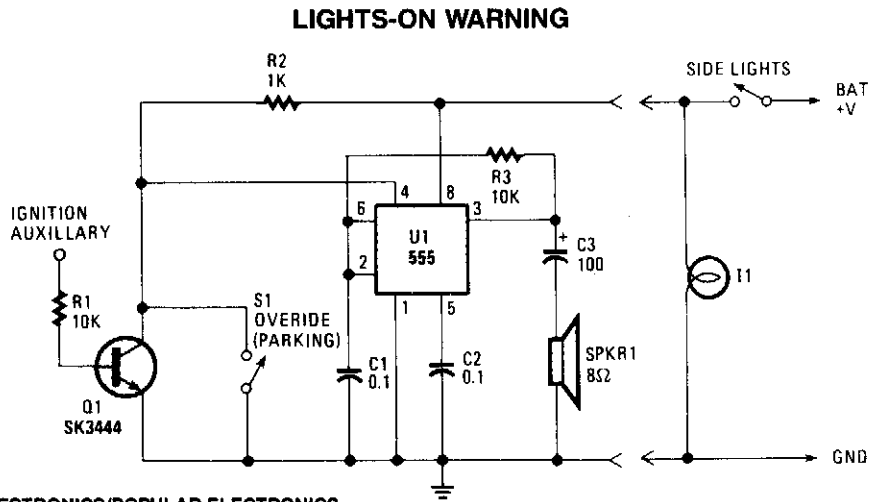 LIGHTS-ON WARNING
R2
1K
SIDE LIGHTS
BAT
+V
R3
10K
4
8
6
3
2
U1
555
1
5
IGNITION
AUXILLARY
R1
10K
S1
OVERIDE
(PARKING)
+
C3
100
I1
C1
0.1
C2
0.1
SPKR1
8Ω
Q1
SK3444
GND